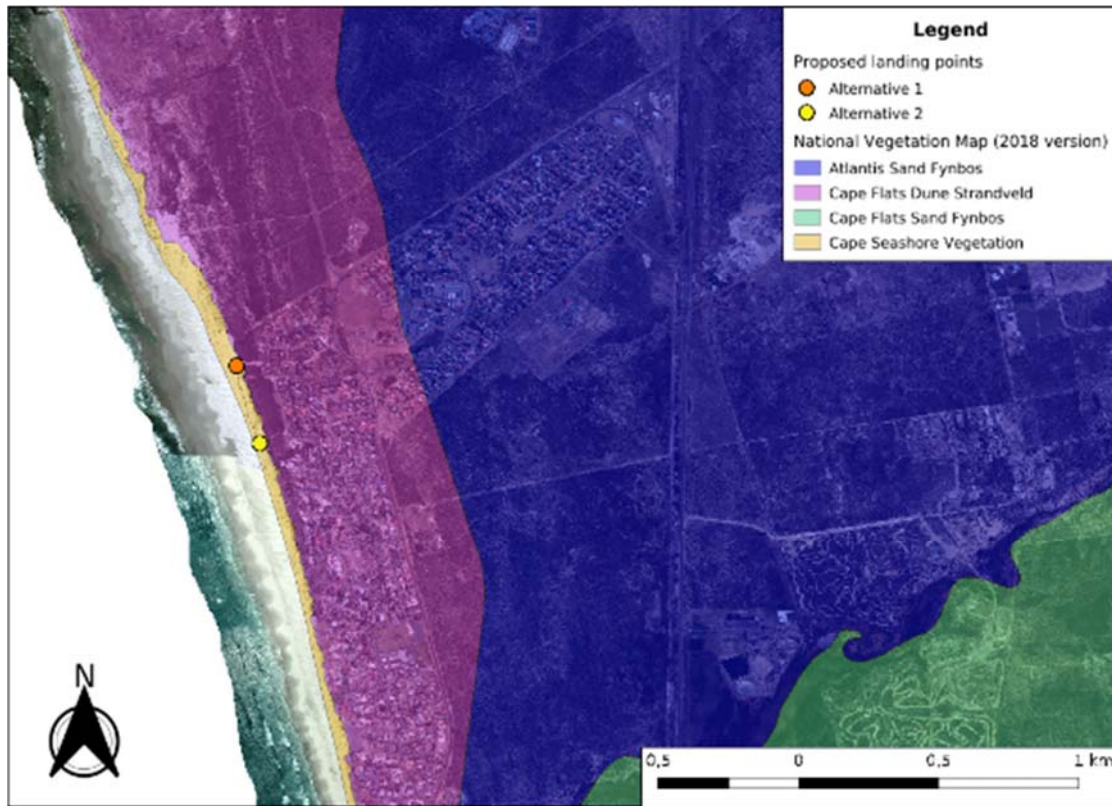 Legend
Proposed landing points
Alternative 1
Alternative 2
National Vegetation Map (2018 version)
Atlantis Sand Fynbos
Cape Flats Dune Strandveld
Cape Flats Sand Fynbos
Cape Seashore Vegetation
N
0,5 0 0,5 1 km